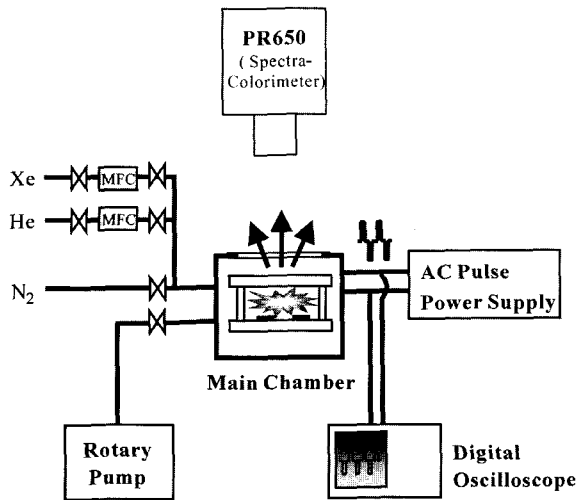 PR650
( Spectra-
Colorimeter)
Xe
MFC
He
MFC
N₂
AC Pulse
Power Supply
Main Chamber
Rotary
Pump
Digital
Oscilloscope